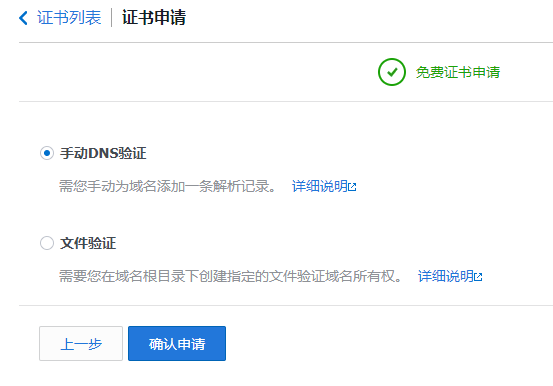 证书列表 证书申请
免费证书申请
手动DNS验证
需您手动为域名添加一条解析记录。 详细说明
文件验证
需要您在域名根目录下创建指定的文件验证域名所有权。 详细说明
上一步 确认申请